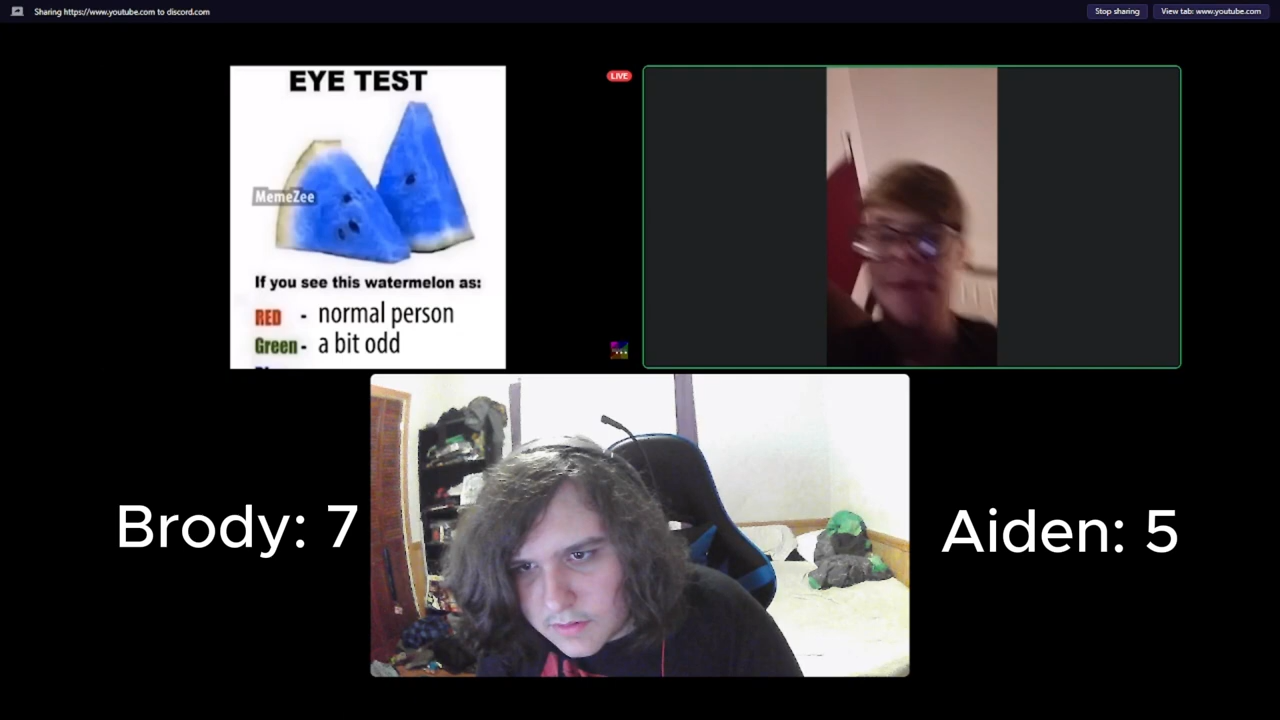 Sharing https://www.youtube.com to discord.com
Stop sharing
View tab: www.youtube.com
EYE TEST
LIVE
MemeZee
If you see this watermelon as:
RED - normal person
Green - a bit odd
Brody: 7
Aiden: 5